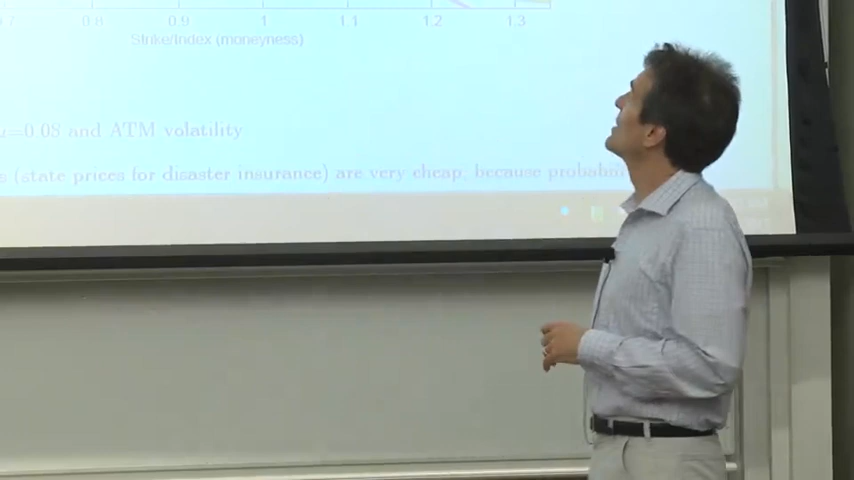 0.8 0.9 1 1.1 1.2 1.3
Strike/Index (moneyness)
=0.08 and ATM volatility
(state prices for disaster insurance) are very cheap, because